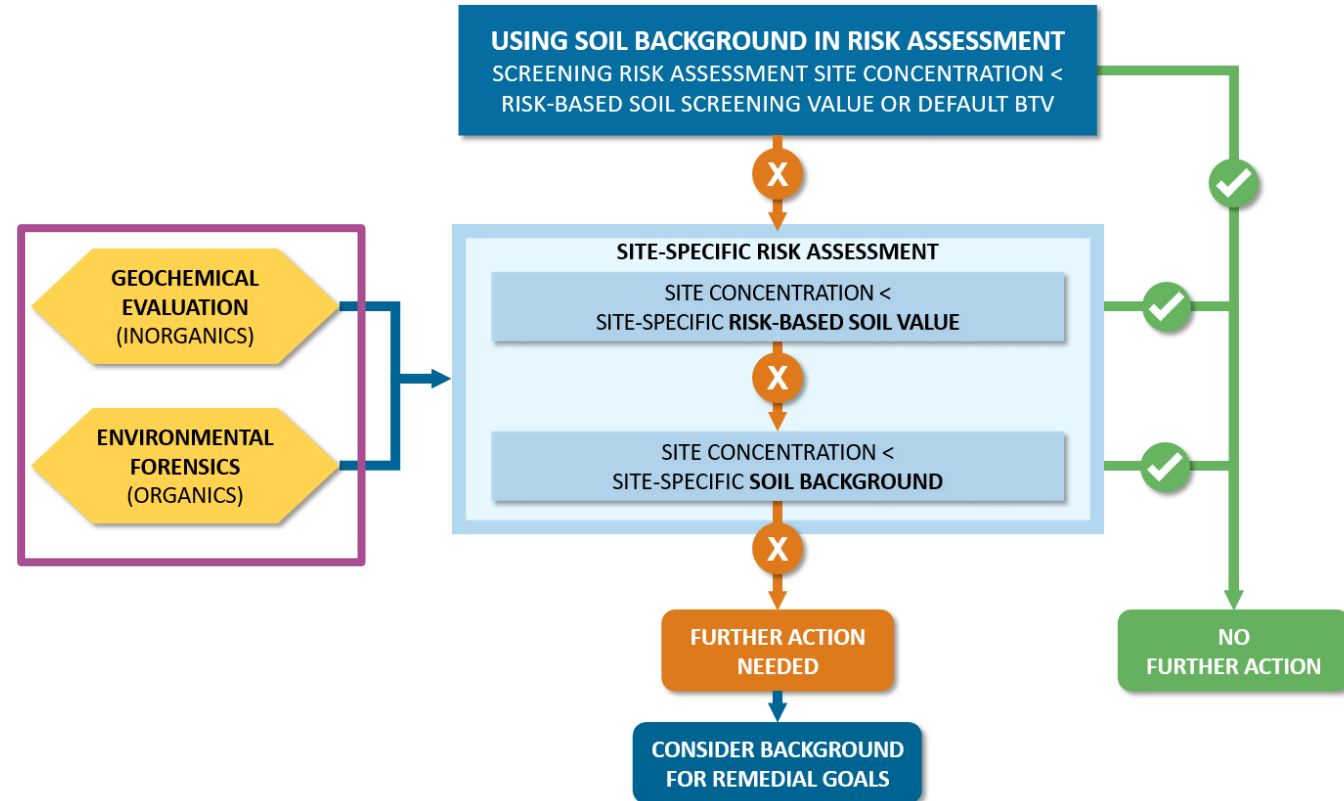 USING SOIL BACKGROUND IN RISK ASSESSMENT
SCREENING RISK ASSESSMENT SITE CONCENTRATION <
RISK-BASED SOIL SCREENING VALUE OR DEFAULT BTV
X
GEOCHEMICAL
EVALUATION
(INORGANICS)
ENVIRONMENTAL
FORENSICS
(ORGANICS)
SITE-SPECIFIC RISK ASSESSMENT
SITE CONCENTRATION <
SITE-SPECIFIC RISK-BASED SOIL VALUE
X
SITE CONCENTRATION <
SITE-SPECIFIC SOIL BACKGROUND
X
FURTHER ACTION
NEEDED
NO
FURTHER ACTION
CONSIDER BACKGROUND
FOR REMEDIAL GOALS